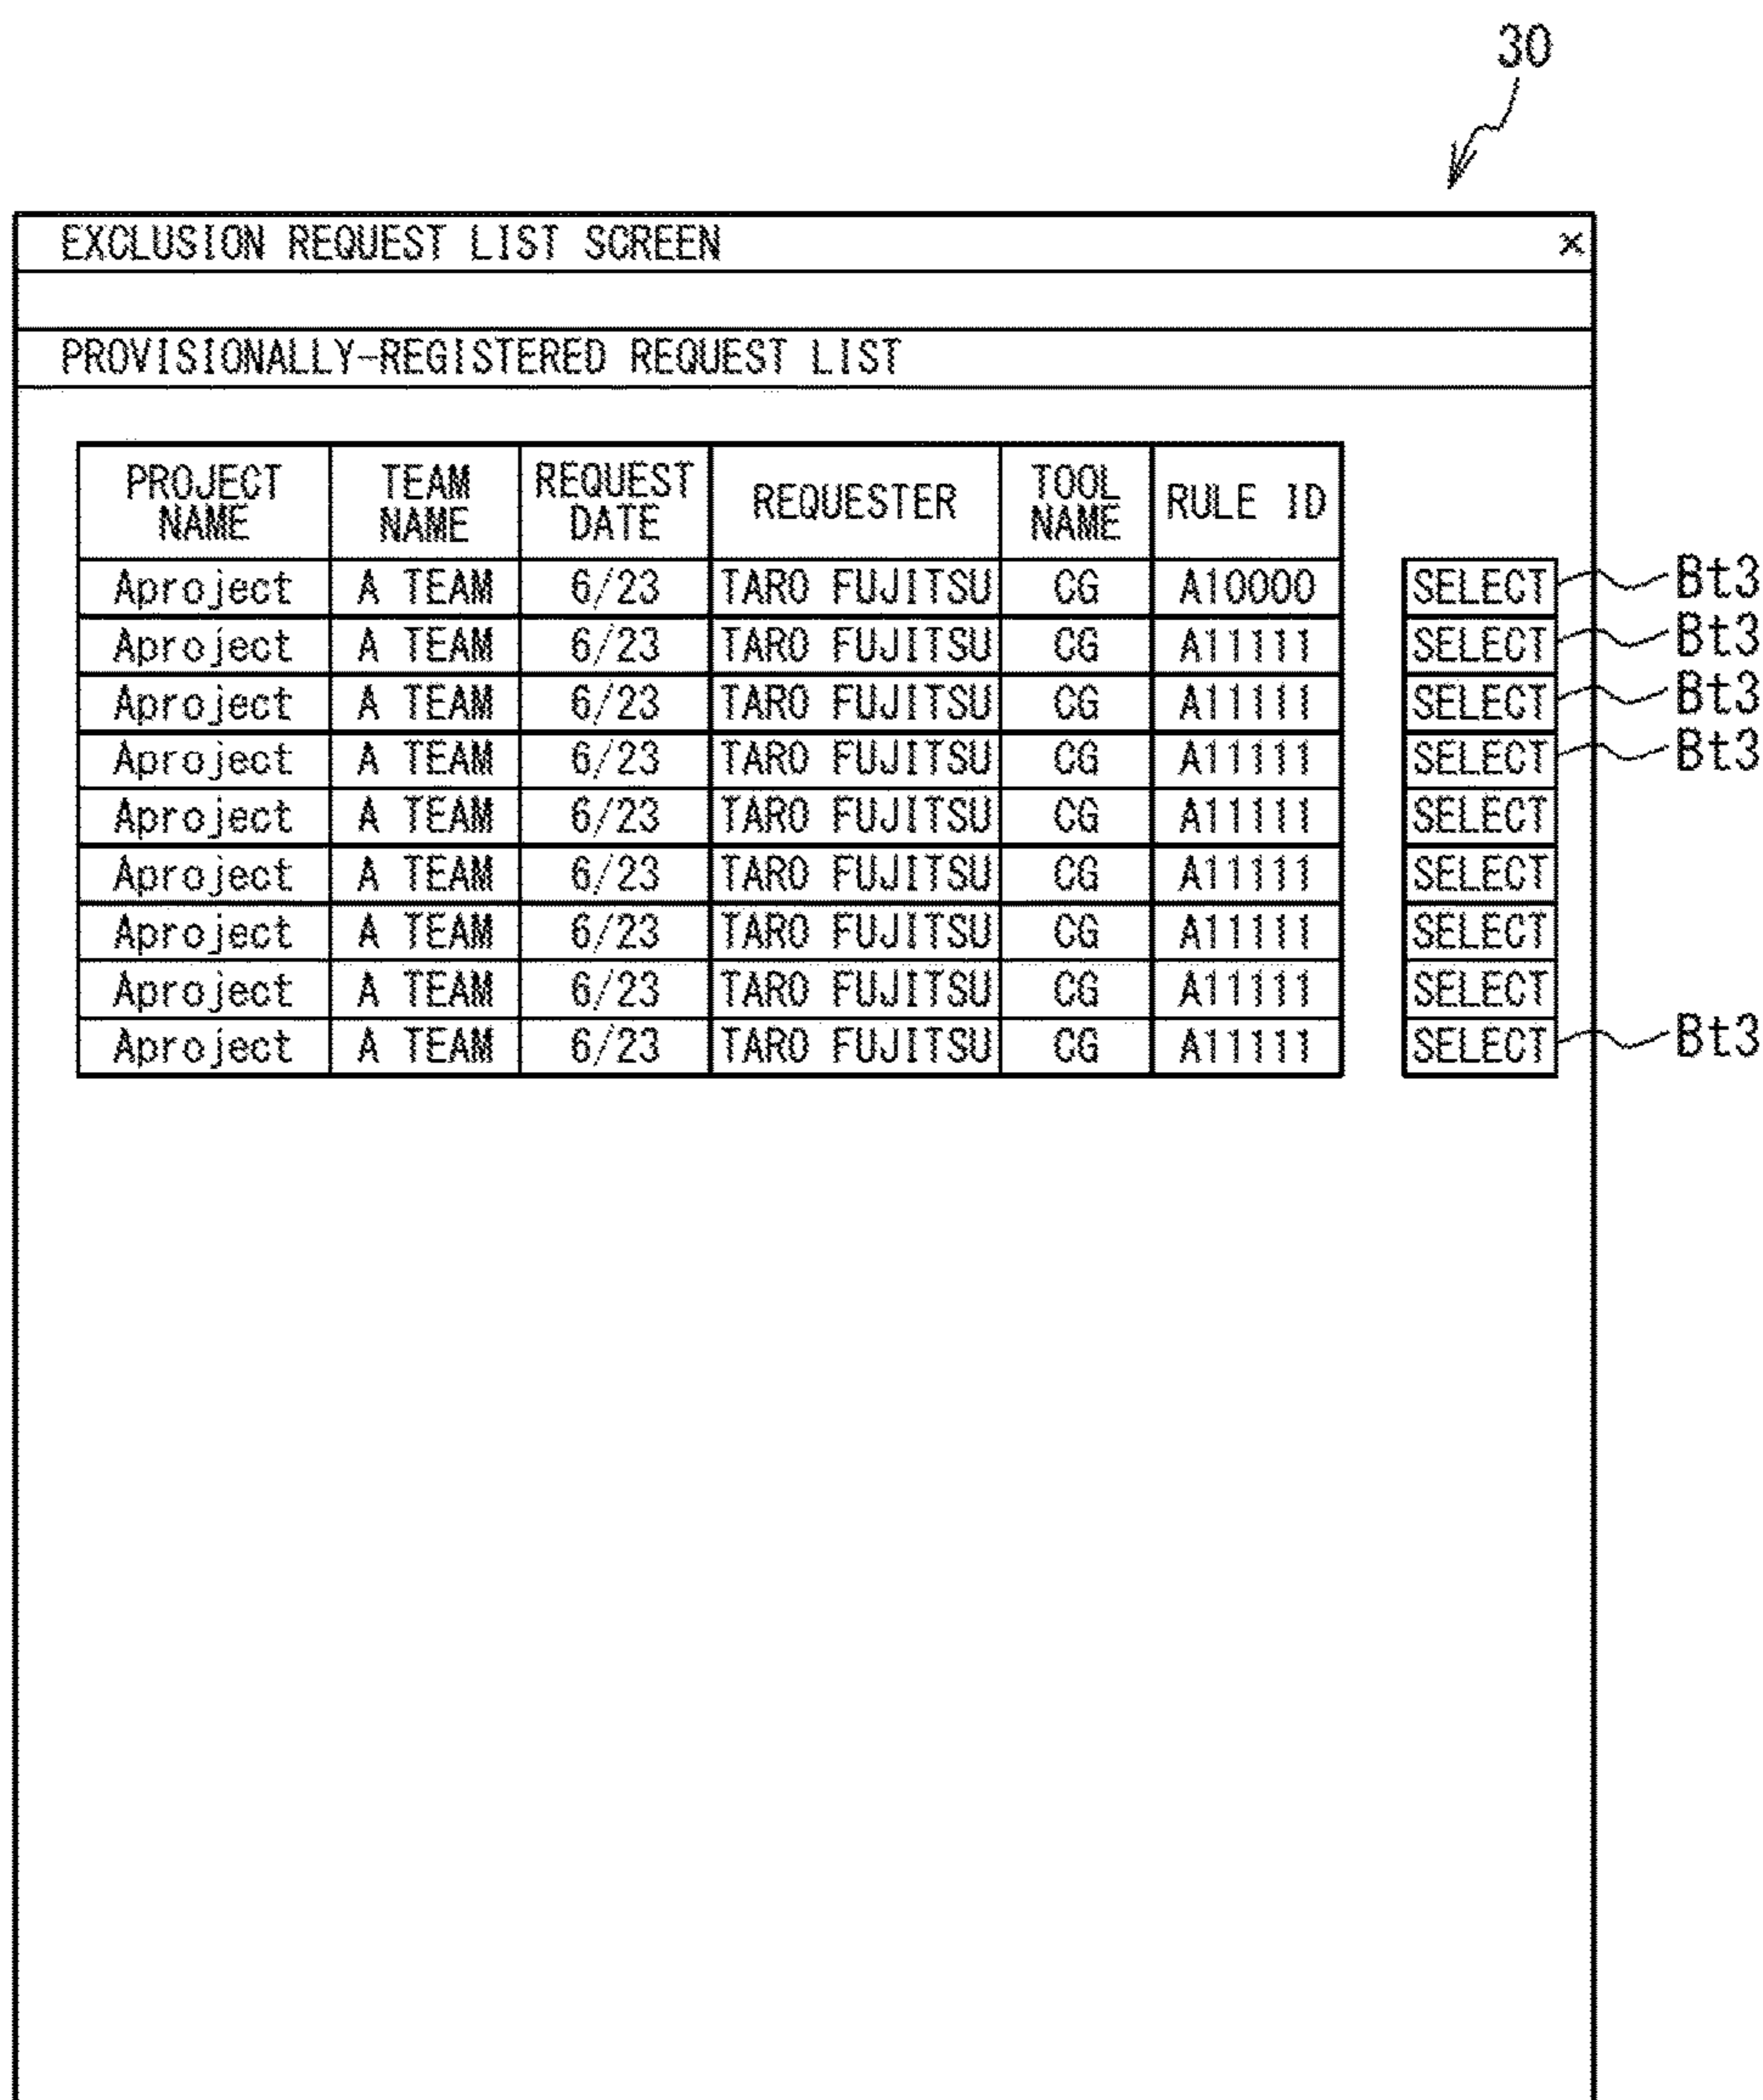 30
EXCLUSION REQUEST LIST SCREEN ×
PROVISIONALLY-REGISTERED REQUEST LIST
PROJECT NAME TEAM NAME REQUEST DATE REQUESTER TOOL NAME RULE ID
Aproject A TEAM 6/23 TARO FUJITSU CG A10000 SELECT Bt3
Aproject A TEAM 6/23 TARO FUJITSU CG A11111 SELECT Bt3
Aproject A TEAM 6/23 TARO FUJITSU CG A11111 SELECT Bt3
Aproject A TEAM 6/23 TARO FUJITSU CG A11111 SELECT Bt3
Aproject A TEAM 6/23 TARO FUJITSU CG A11111 SELECT
Aproject A TEAM 6/23 TARO FUJITSU CG A11111 SELECT
Aproject A TEAM 6/23 TARO FUJITSU CG A11111 SELECT
Aproject A TEAM 6/23 TARO FUJITSU CG A11111 SELECT
Aproject A TEAM 6/23 TARO FUJITSU CG A11111 SELECT Bt3